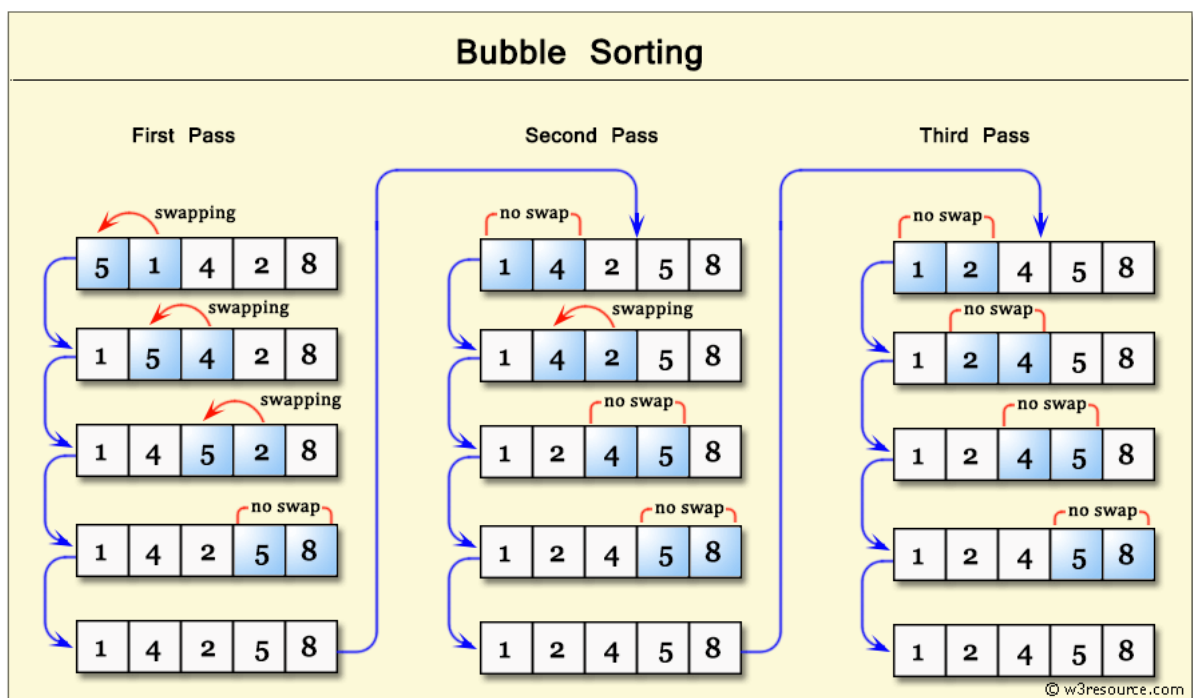 Bubble Sorting
First Pass
swapping
5 1 4 2 8
swapping
1 5 4 2 8
swapping
1 4 5 2 8
no swap
1 4 2 5 8
1 4 2 5 8
Second Pass
no swap
1 4 2 5 8
swapping
1 4 2 5 8
no swap
1 2 4 5 8
no swap
1 2 4 5 8
1 2 4 5 8
Third Pass
no swap
1 2 4 5 8
no swap
1 2 4 5 8
no swap
1 2 4 5 8
no swap
1 2 4 5 8
1 2 4 5 8
© w3resource.com